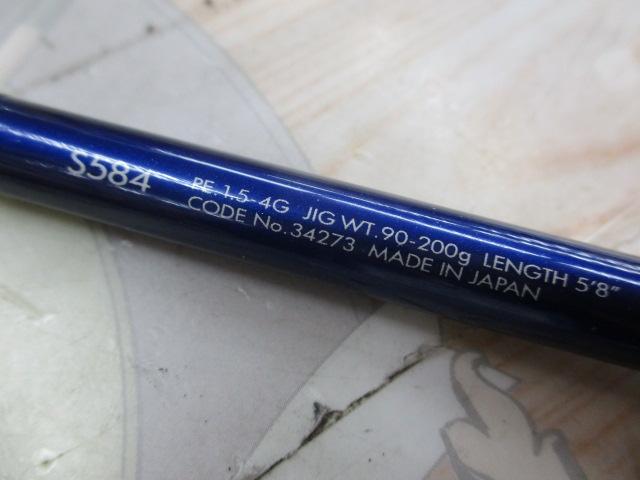 S584 PE.1.5-4G JIG WT.90-200g LENGTH 5'8"
CODE No.34273 MADE IN JAPAN